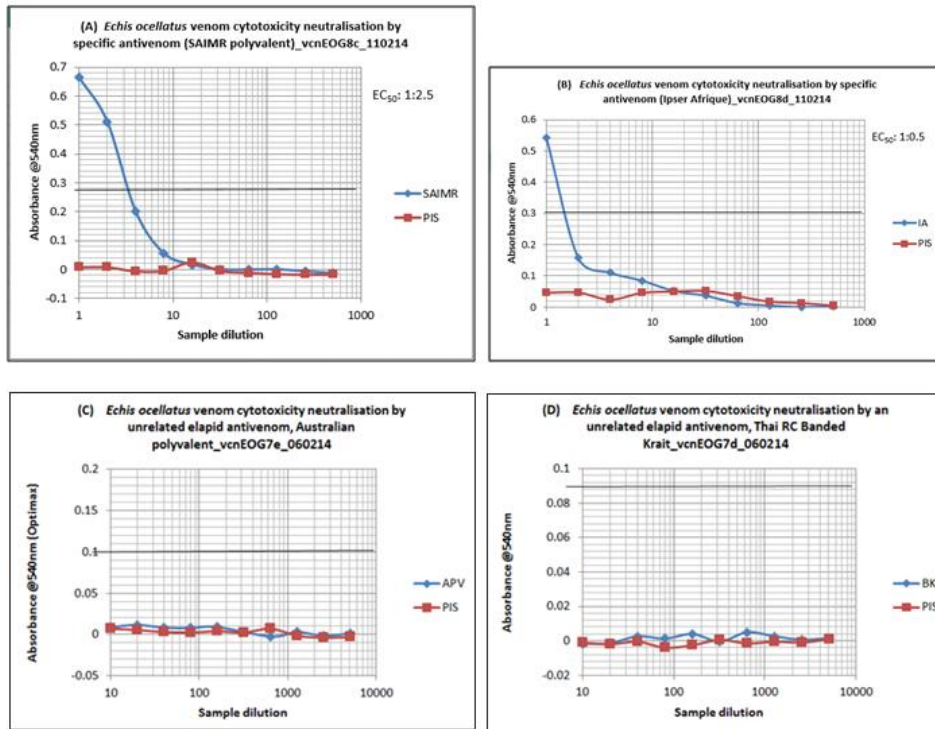 (A) Echis ocellatus venom cytotoxicity neutralisation by
specific antivenom (SAIMR polyvalent)_vcnEOG8c_110214
0.7
0.6
0.5
0.4
0.3
0.2
0.1
0
-0.1
Absorbance @540nm
EC50: 1:2.5
SAIMR
PIS
1
10
100
1000
Sample dilution
(B) Echis ocellatus venom cytotoxicity neutralisation by specific
antivenom (Ipser Afrique)_vcnEOG8d_110214
0.6
0.5
0.4
0.3
0.2
0.1
0
Absorbance @540nm
EC50: 1:0.5
IA
PIS
1
10
100
1000
Sample dilution
(C) Echis ocellatus venom cytotoxicity neutralisation by
unrelated elapid antivenom, Australian
polyvalent_vcnEOG7e_060214
0.2
0.15
0.1
0.05
0
-0.05
Absorbance @540nm (Optimax)
APV
PIS
10
100
1000
10000
Sample dilution
(D) Echis ocellatus venom cytotoxicity neutralisation by an
unrelated elapid antivenom, Thai RC Banded
Krait_vcnEOG7d_060214
0.1
0.08
0.06
0.04
0.02
0
-0.02
Absorbance @540nm
BK
PIS
10
100
1000
10000
Sample dilution